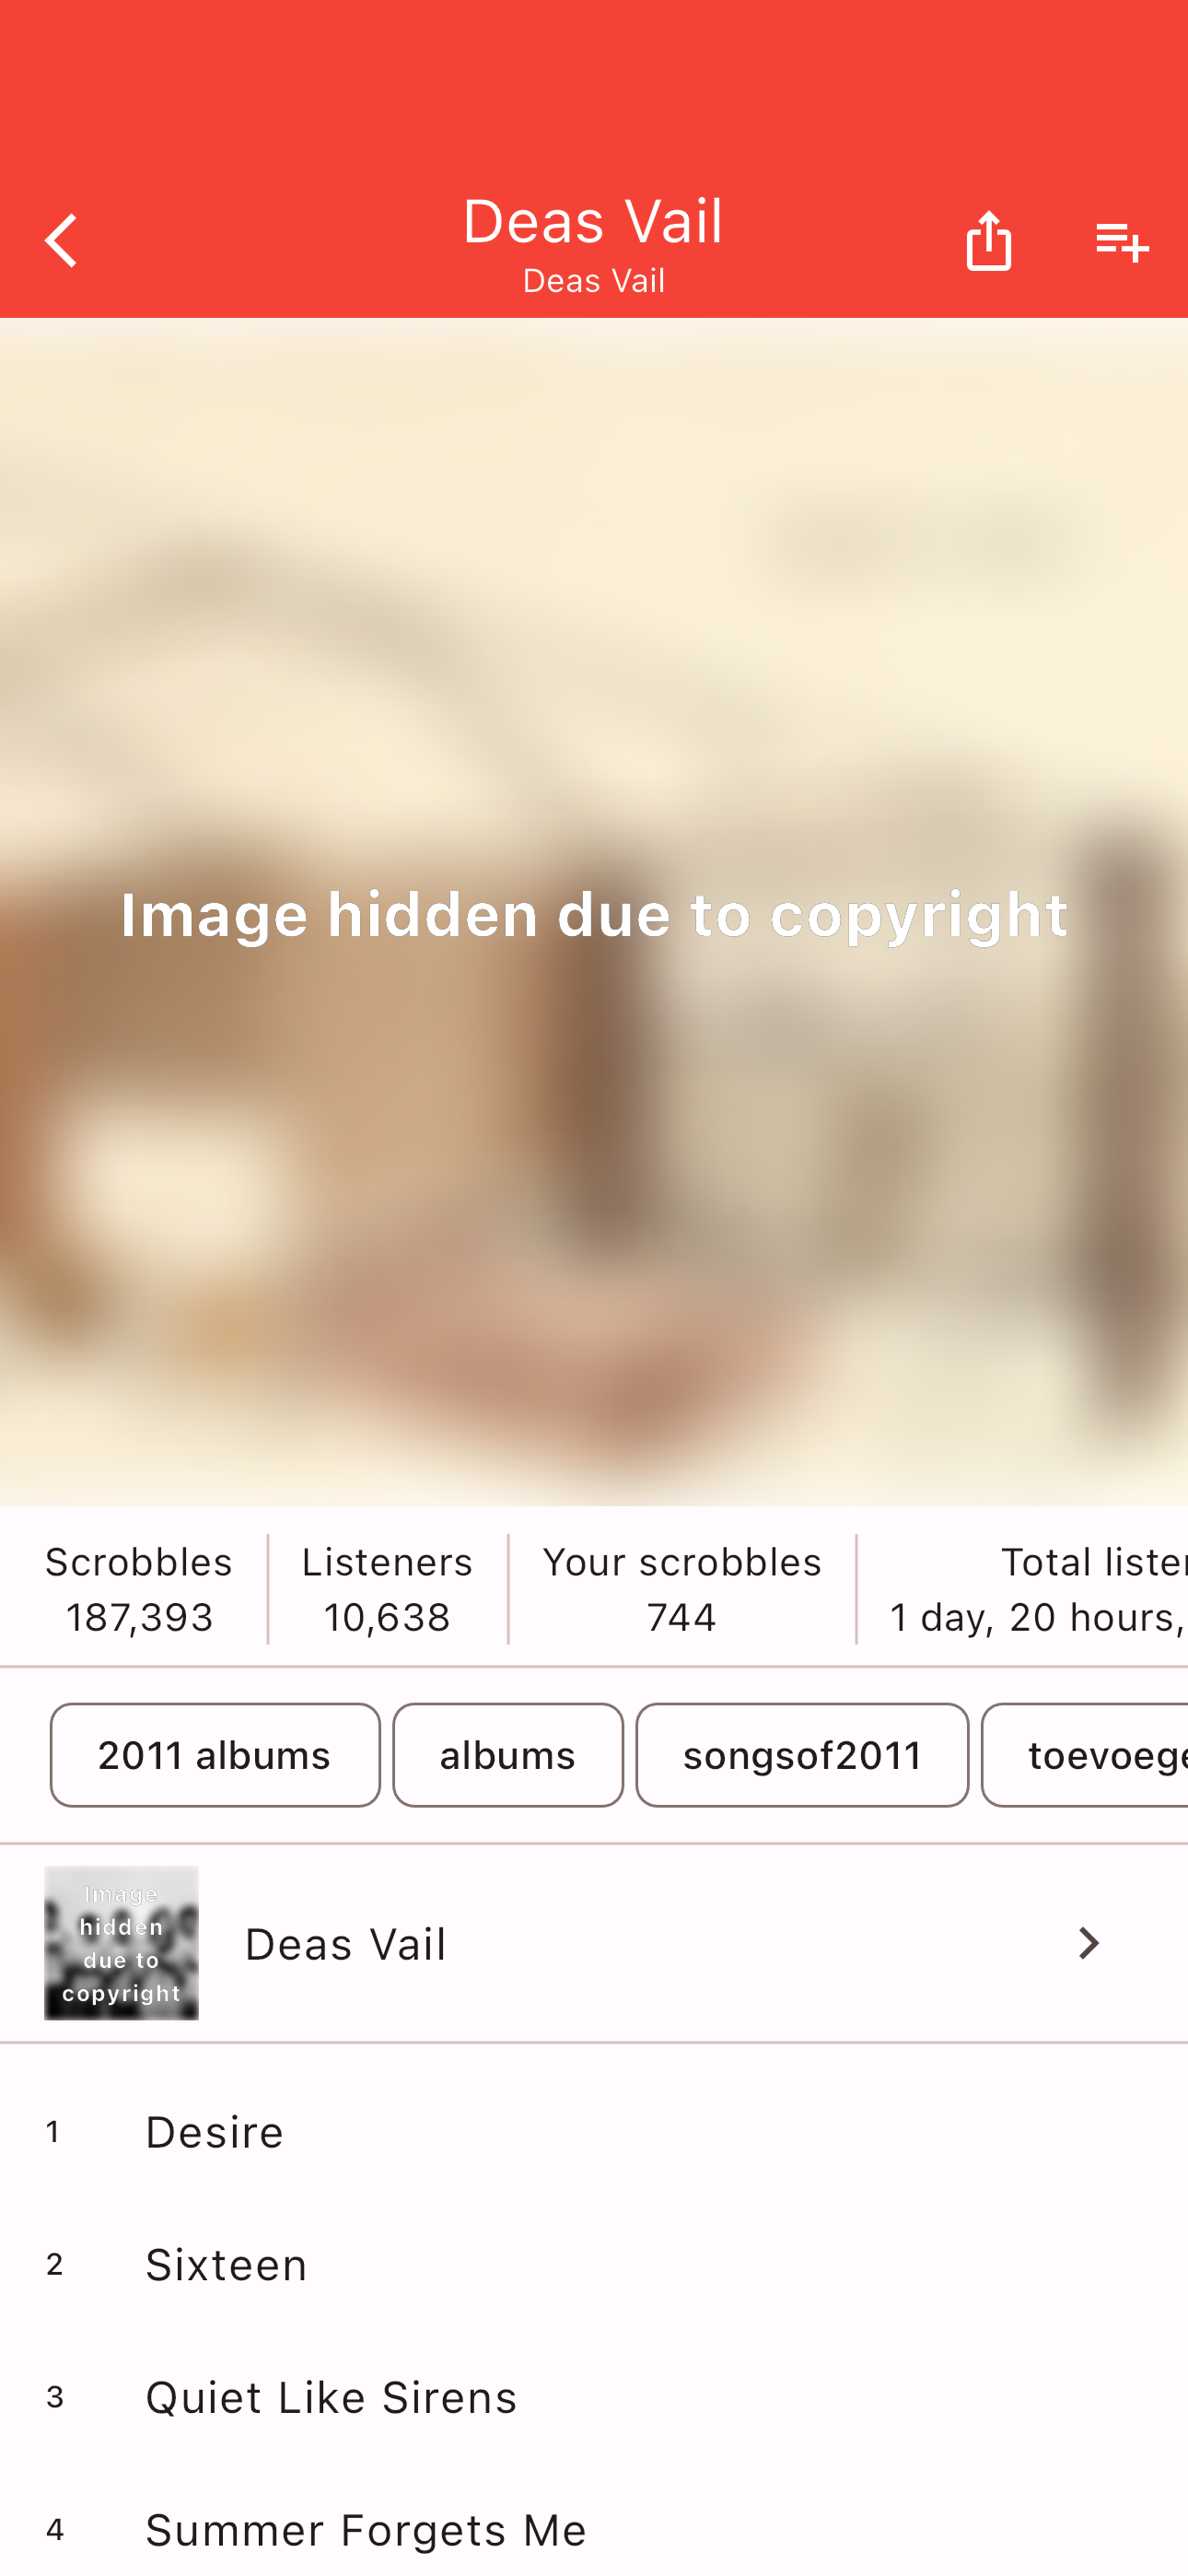 Deas Vail
Deas Vail
Image hidden due to copyright
Scrobbles
187,393
Listeners
10,638
Your scrobbles
744
Total lister
1 day, 20 hours,
2011 albums
albums
songsof2011
toevoege
Image
hidden
due to
copyright
Deas Vail
1 Desire
2 Sixteen
3 Quiet Like Sirens
4 Summer Forgets Me